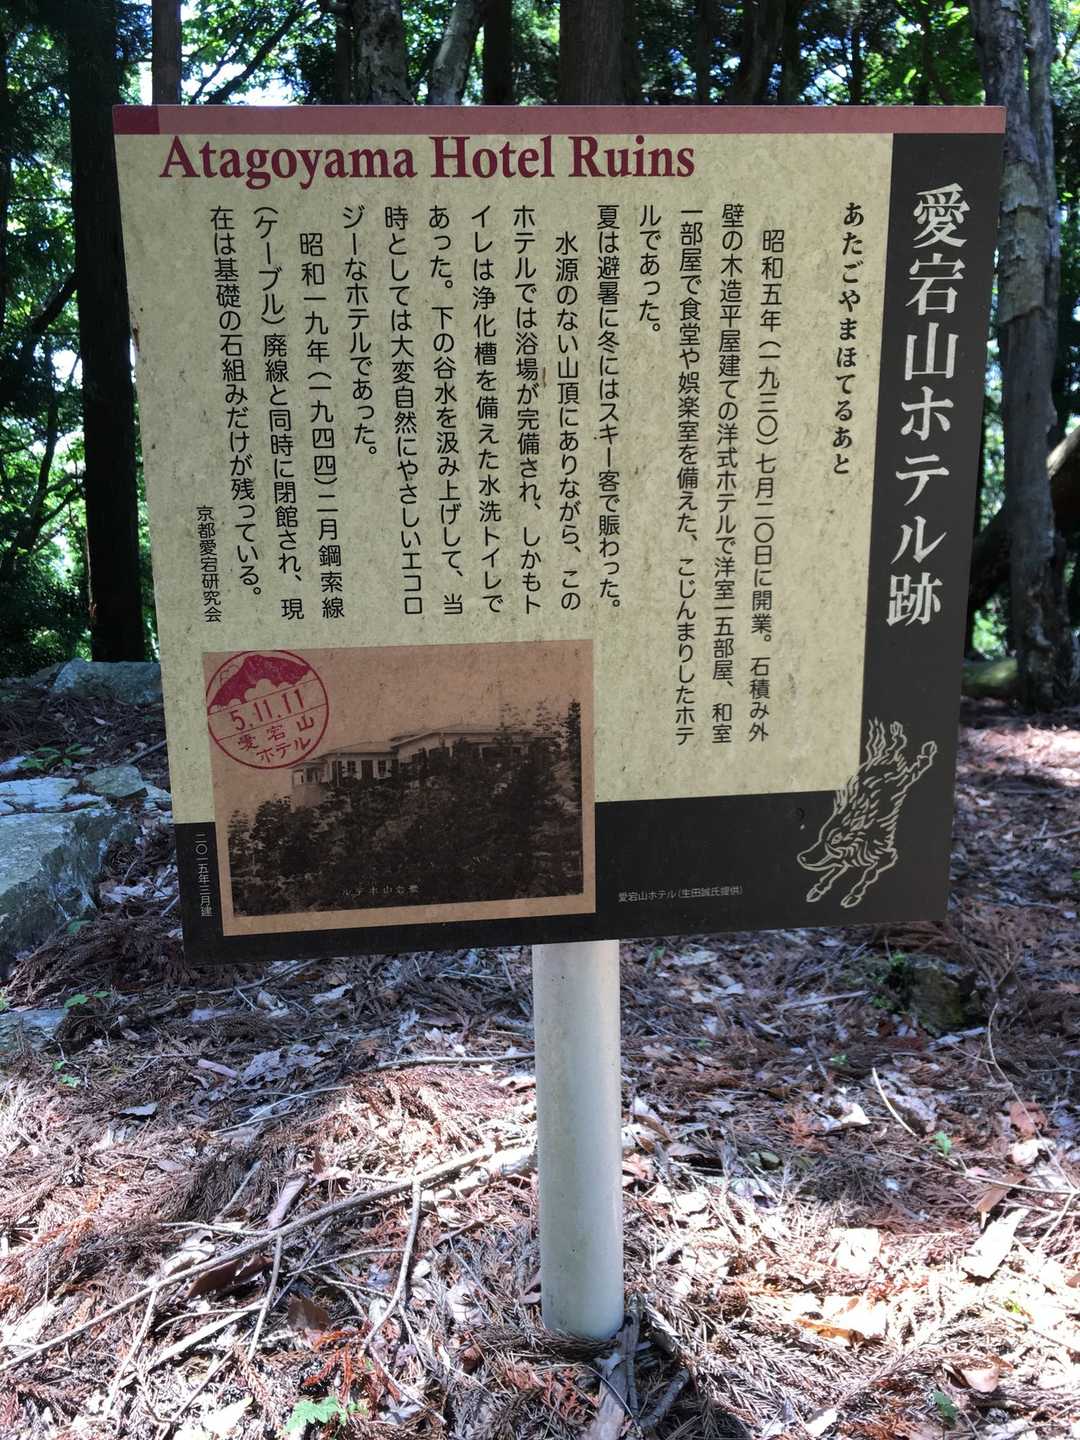 Atagoyama Hotel Ruins
愛宕山ホテル跡
あたごやまほてるあと
昭和五年（一九三〇）七月二〇日に開業。石積み外
壁の木造平屋建ての洋式ホテルで洋室一五部屋、和室
一部屋で食堂や娯楽室を備えた、こじんまりしたホテ
ルであった。
夏は避暑に冬にはスキー客で賑わった。
水源のない山頂にありながら、この
ホテルでは浴場が完備され、しかもト
イレは浄化槽を備えた水洗トイレで
あった。下の谷水を汲み上げして、当
時としては大変自然にやさしいエコロ
ジーなホテルであった。
昭和一九年（一九四四）二月鋼索線
（ケーブル）廃線と同時に閉館され、現
在は基礎の石組みだけが残っている。
京都愛宕研究会
5.11.11
愛宕山
ホテル
ルテホ山宕愛
愛宕山ホテル（生田誠氏提供）
二〇一五年三月建